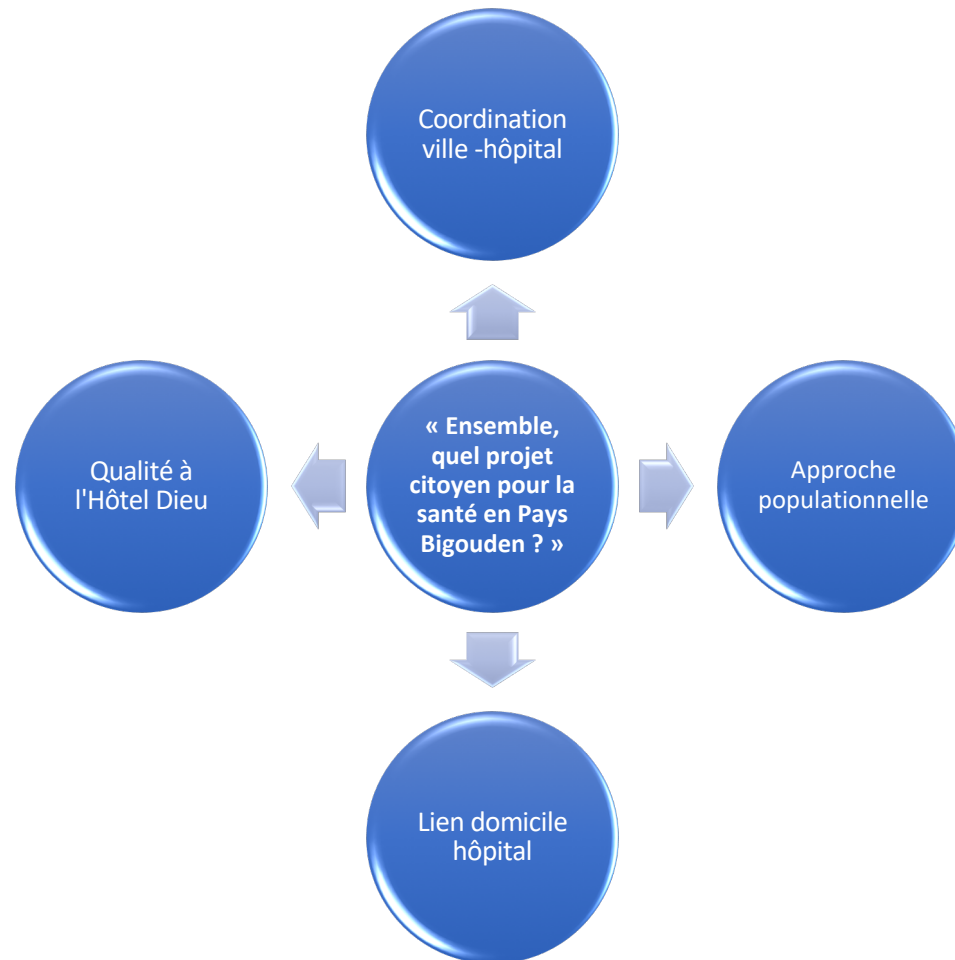 Coordination
ville -hôpital
Qualité à
l'Hôtel Dieu
« Ensemble,
quel projet
citoyen pour la
santé en Pays
Bigouden ? »
Approche
populationnelle
Lien domicile
hôpital